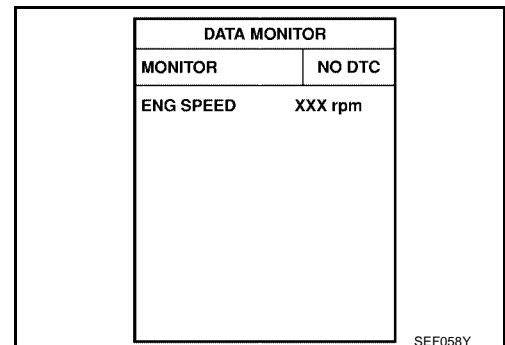 DATA MONITOR
MONITOR NO DTC
ENG SPEED XXX rpm
SEF058Y